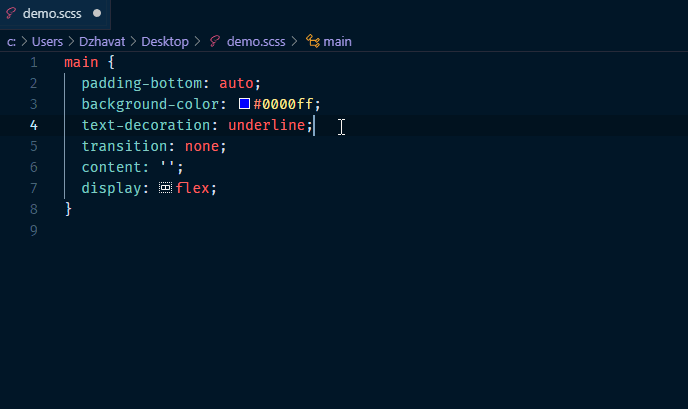 demo.scss
c: > Users > Dzhavat > Desktop > demo.scss > main
1 main {
2 padding-bottom: auto;
3 background-color: #0000ff;
4 text-decoration: underline;
5 transition: none;
6 content: '';
7 display: flex;
8 }
9